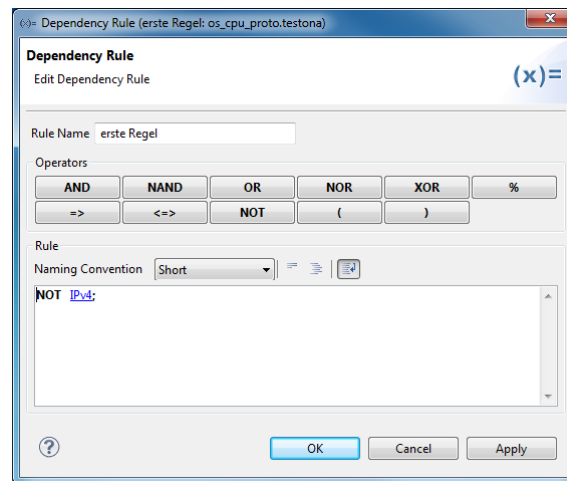 (x)= Dependency Rule (erste Regel: os_cpu_proto.testona)
Dependency Rule
Edit Dependency Rule
(x)=
Rule Name erste Regel
Operators
AND NAND OR NOR XOR %
=> <=> NOT ( )
Rule
Naming Convention Short
NOT IPv4;
? OK Cancel Apply